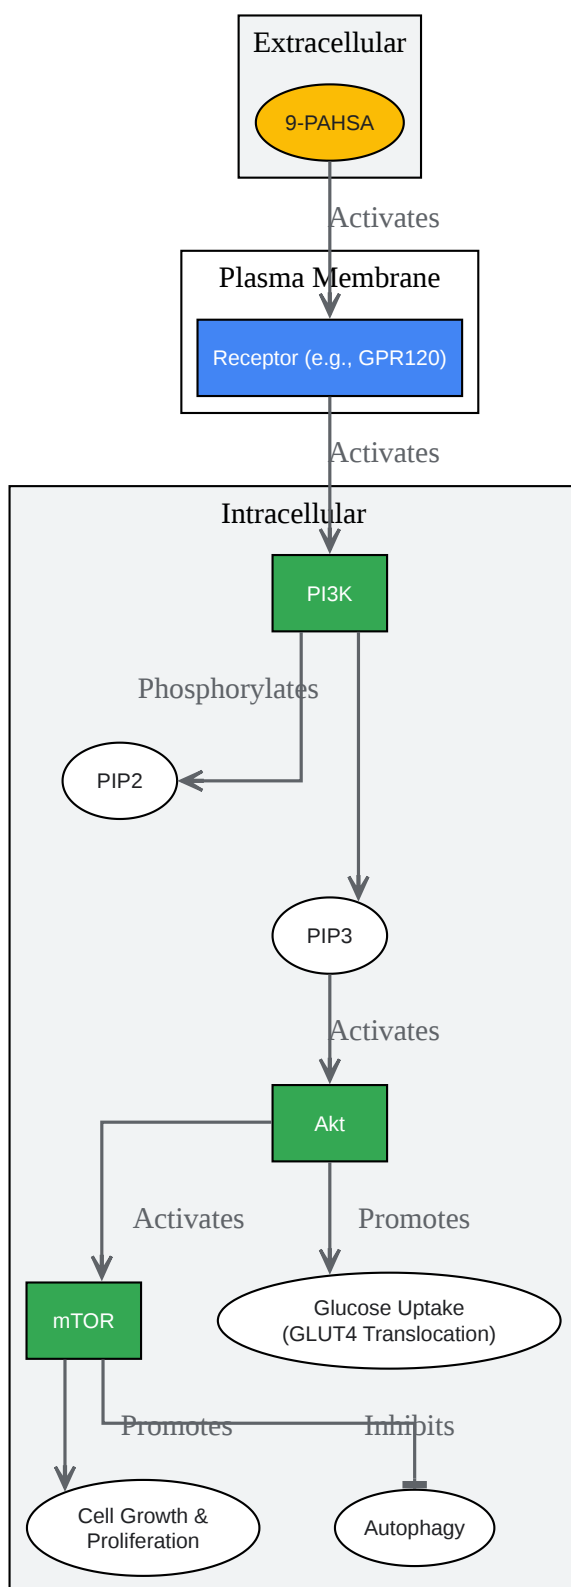 Extracellular
9-PAHSA
Activates
Plasma Membrane
Receptor (e.g., GPR120)
Activates
Intracellular
PI3K
Phosphorylates
PIP2
PIP3
Activates
Akt
Activates
Promotes
mTOR
Glucose Uptake
(GLUT4 Translocation)
Promotes
Inhibits
Cell Growth &
Proliferation
Autophagy